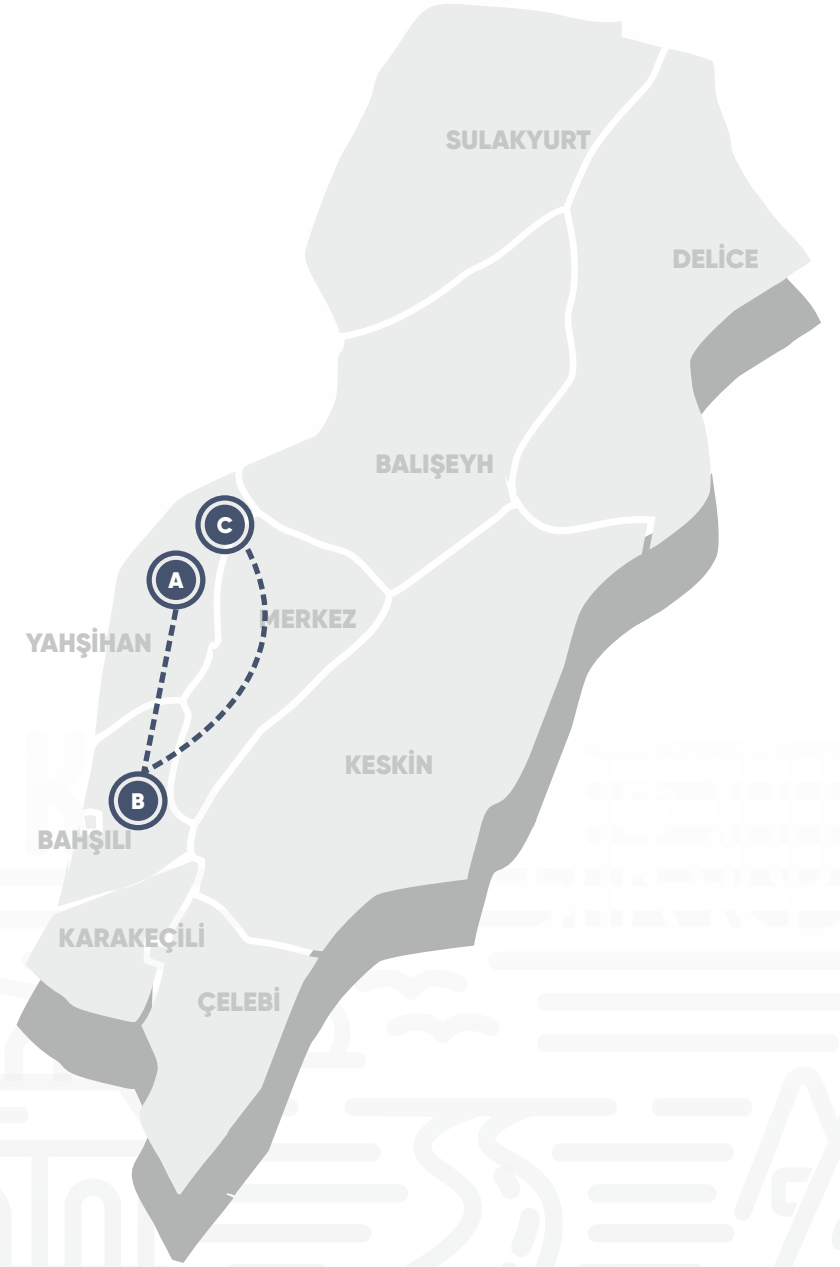 SULAKYURT
DELİCE
BALIŞEYH
C
A
MERKEZ
YAHŞİHAN
KESKİN
B
BAHŞILI
KARAKEÇİLİ
ÇELEBİ